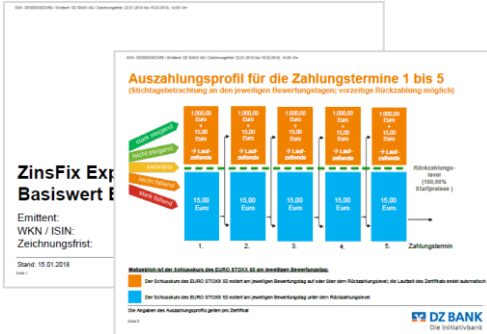 ZinsFix Exp
Basiswert E
Emittent:
WKN / ISIN:
Zeichnungsfrist:
Stand: 15.01.2018
Auszahlungsprofil für die Zahlungstermine 1 bis 5
(Stichtagsbetrachtung an den jeweiligen Bewertungstagen; vorzeitige Rückzahlung möglich)
stark steigend
leicht steigend
seitwärts
leicht fallend
stark fallend
1.000,00 Euro + 15,00 Euro → Lauf-zeitende
1.000,00 Euro + 15,00 Euro → Lauf-zeitende
1.000,00 Euro + 15,00 Euro → Lauf-zeitende
1.000,00 Euro + 15,00 Euro → Lauf-zeitende
1.000,00 Euro + 15,00 Euro → Lauf-zeitende
Rückzahlungs-
level
(100,00%
Startpreises )
15,00 Euro
15,00 Euro
15,00 Euro
15,00 Euro
15,00 Euro
1. 2. 3. 4. 5. Zahlungstermin
Maßgeblich ist der Schlusskurs des EURO STOXX 50 am jeweiligen Bewertungstag:
Der Schlusskurs des EURO STOXX 50 notiert am jeweiligen Bewertungstag auf oder über dem Rückzahlungslevel; die Laufzeit des Zertifikats endet automatisch
Der Schlusskurs des EURO STOXX 50 notiert am jeweiligen Bewertungstag unter dem Rückzahlungslevel
Die Angaben des Auszahlungsprofils gelten pro Zertifikat
DZ BANK
Die Initiativbank